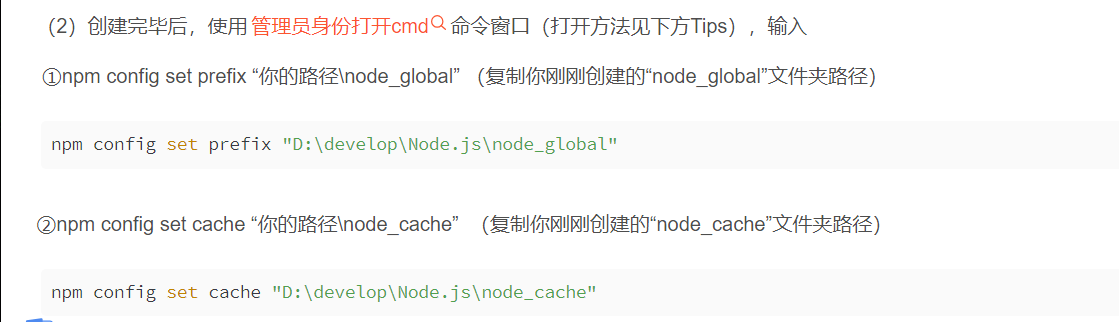 （2）创建完毕后，使用 管理员身份打开cmd 命令窗口（打开方法见下方Tips），输入
①npm config set prefix “你的路径\node_global” （复制你刚刚创建的“node_global”文件夹路径）
npm config set prefix "D:\develop\Node.js\node_global"
②npm config set cache “你的路径\node_cache” （复制你刚刚创建的“node_cache”文件夹路径）
npm config set cache "D:\develop\Node.js\node_cache"